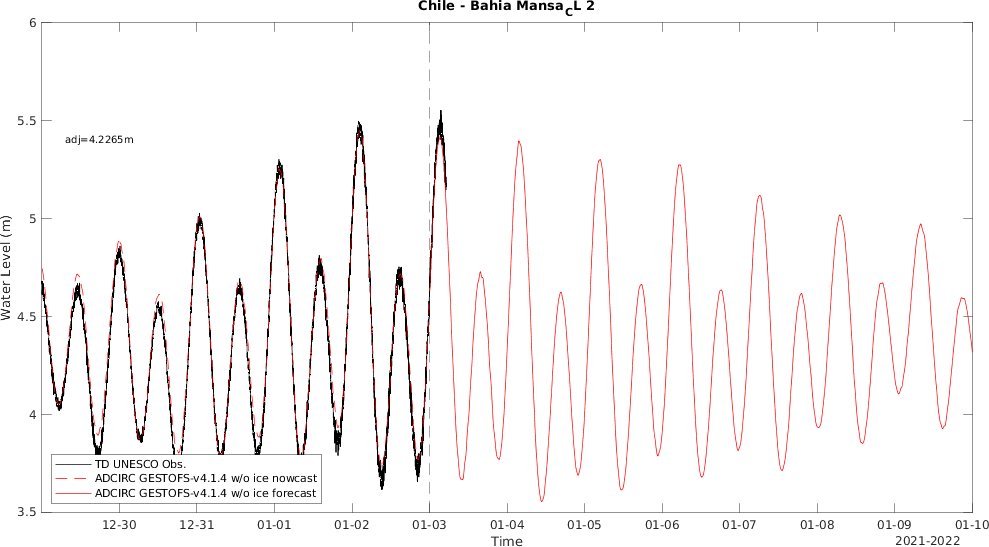 Chile - Bahia Mansa_CL 2
6
5.5
5
4.5
4
3.5
Water Level (m)
adj=4.2265m
TD UNESCO Obs.
ADCIRC GESTOFS-v4.1.4 w/o ice nowcast
ADCIRC GESTOFS-v4.1.4 w/o ice forecast
12-30 12-31 01-01 01-02 01-03 01-04 01-05 01-06 01-07 01-08 01-09 01-10
Time
2021-2022